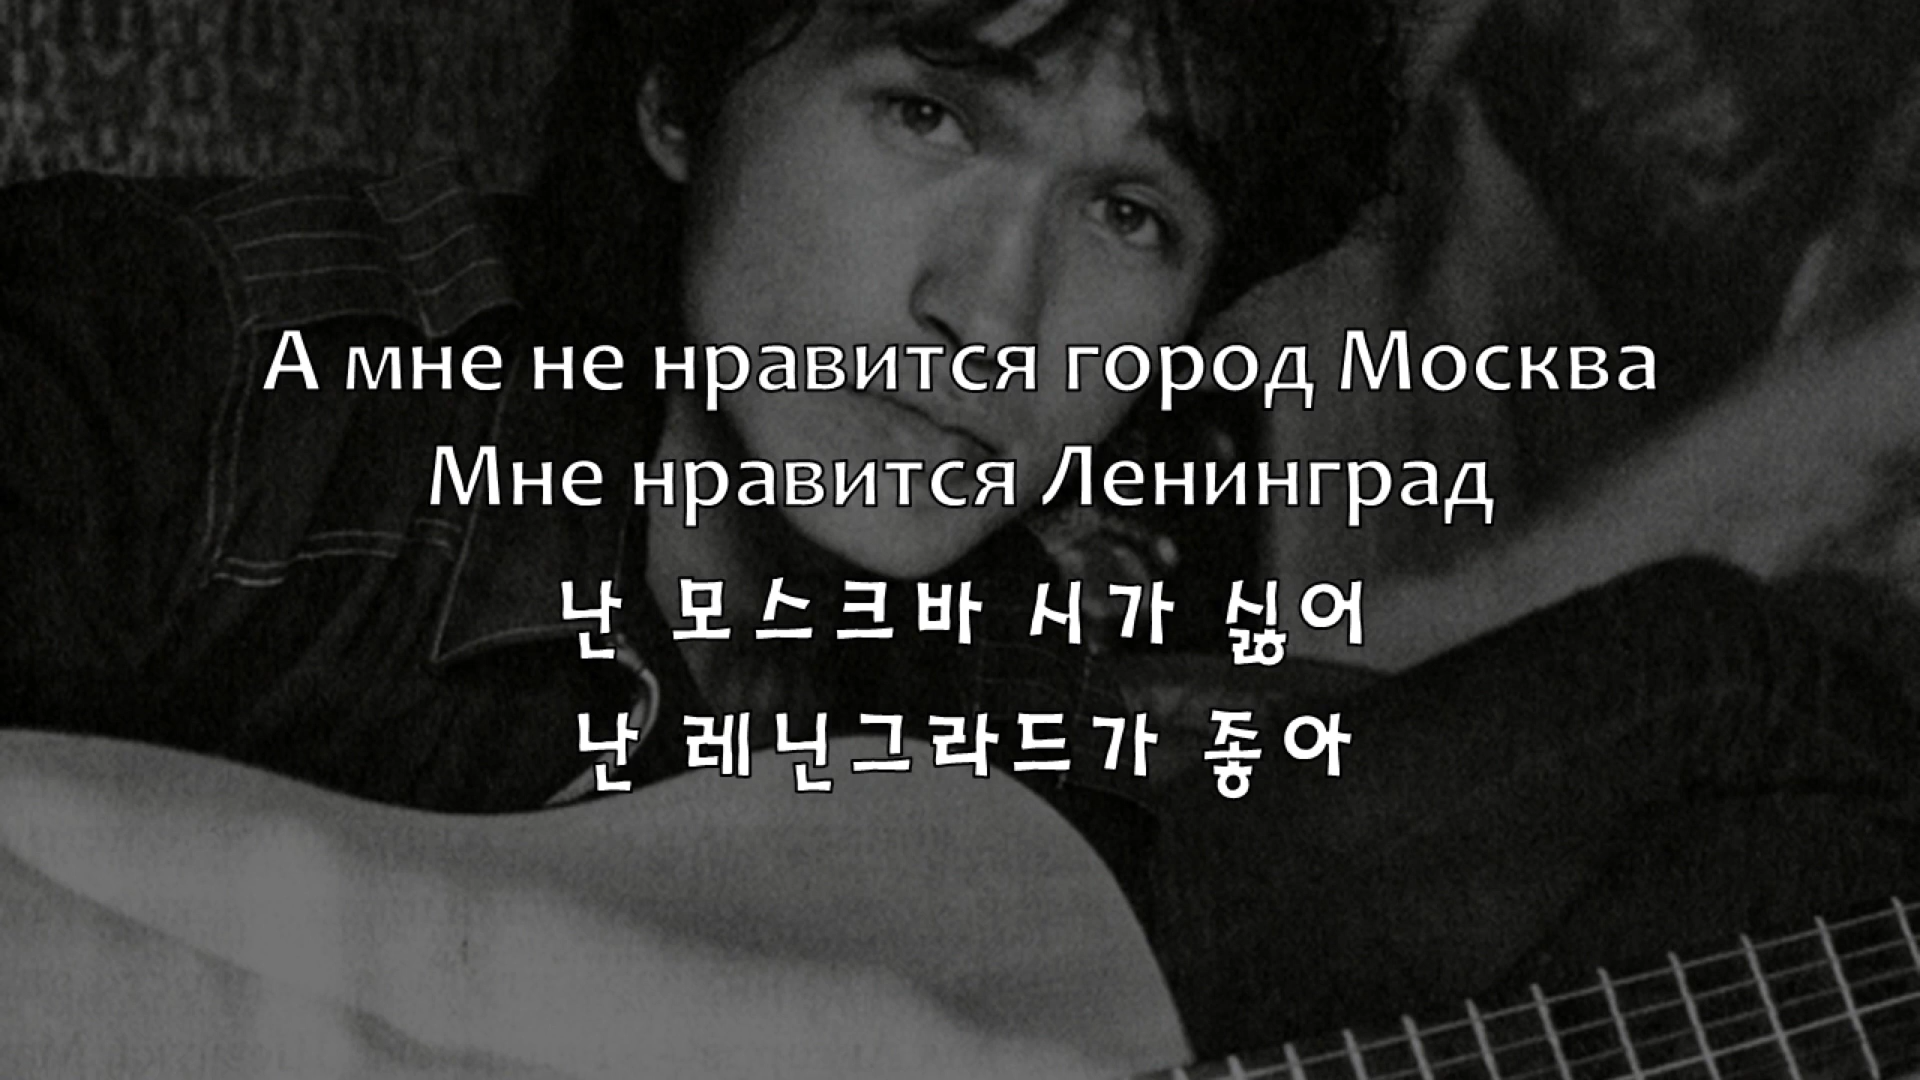 А мне не нравится город Москва
Мне нравится Ленинград
난 모스크바 시가 싫어
난 레닌그라드가 좋아